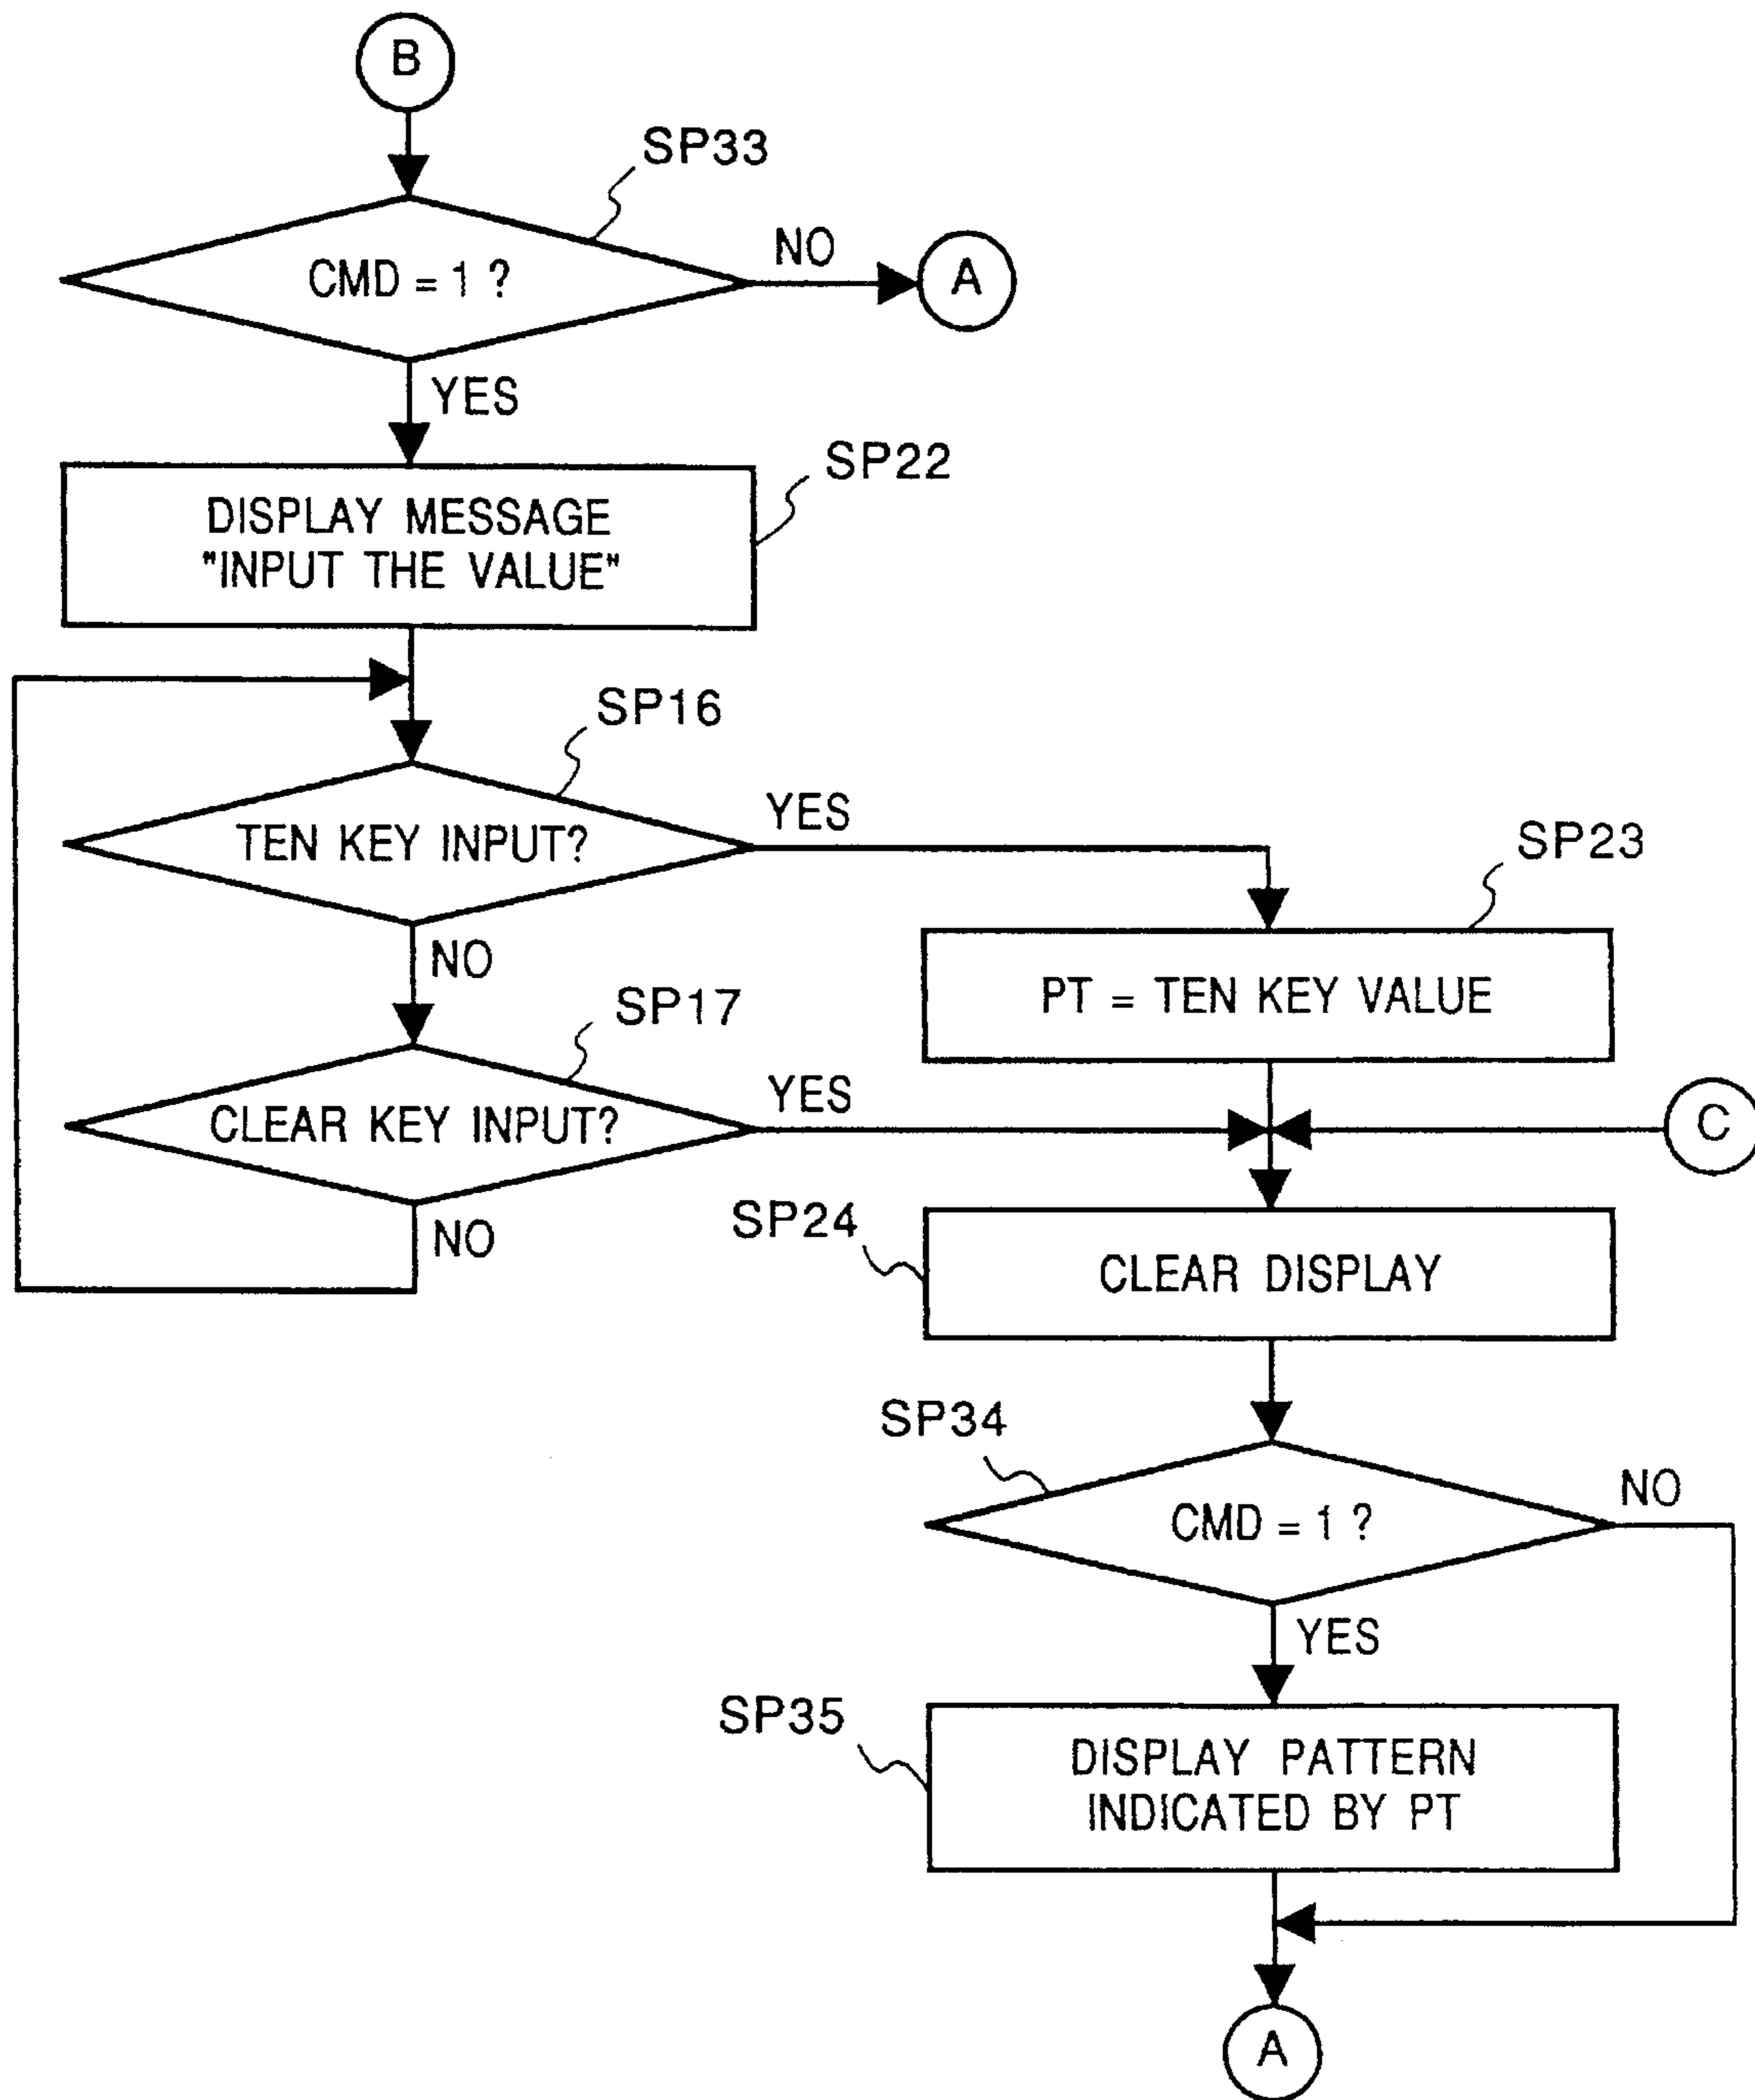 B
SP33
CMD = 1 ?
NO
A
YES
SP22
DISPLAY MESSAGE
"INPUT THE VALUE"
SP16
TEN KEY INPUT?
YES
SP23
NO
PT = TEN KEY VALUE
SP17
CLEAR KEY INPUT?
YES
C
NO
SP24
CLEAR DISPLAY
SP34
CMD = 1 ?
NO
YES
SP35
DISPLAY PATTERN
INDICATED BY PT
A